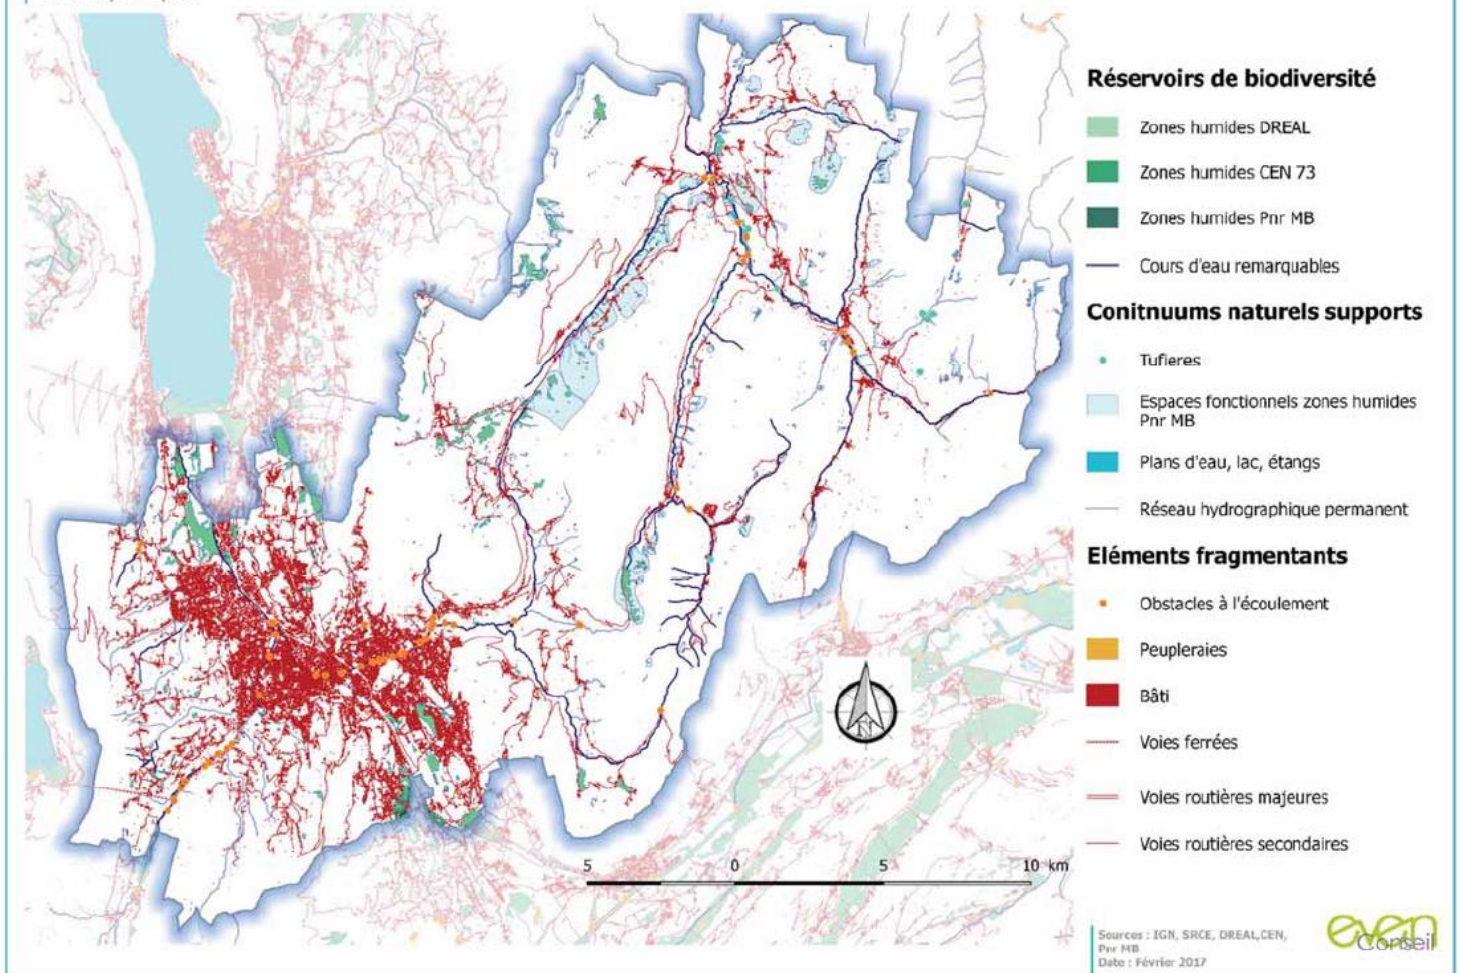 Réservoirs de biodiversité
Zones humides DREAL
Zones humides CEN 73
Zones humides Pnr MB
Cours d'eau remarquables
Conitnuums naturels supports
Tufieres
Espaces fonctionnels zones humides
Pnr MB
Plans d'eau, lac, étangs
Réseau hydrographique permanent
Eléments fragmentants
Obstacles à l'écoulement
Peupleraies
Bâti
Voies ferrées
Voies routières majeures
Voies routières secondaires
N
5 0 5 10 km
Sources : IGN, SRCE, DREAL,CEN,
Pnr MB
Date : Février 2017
even
Conseil